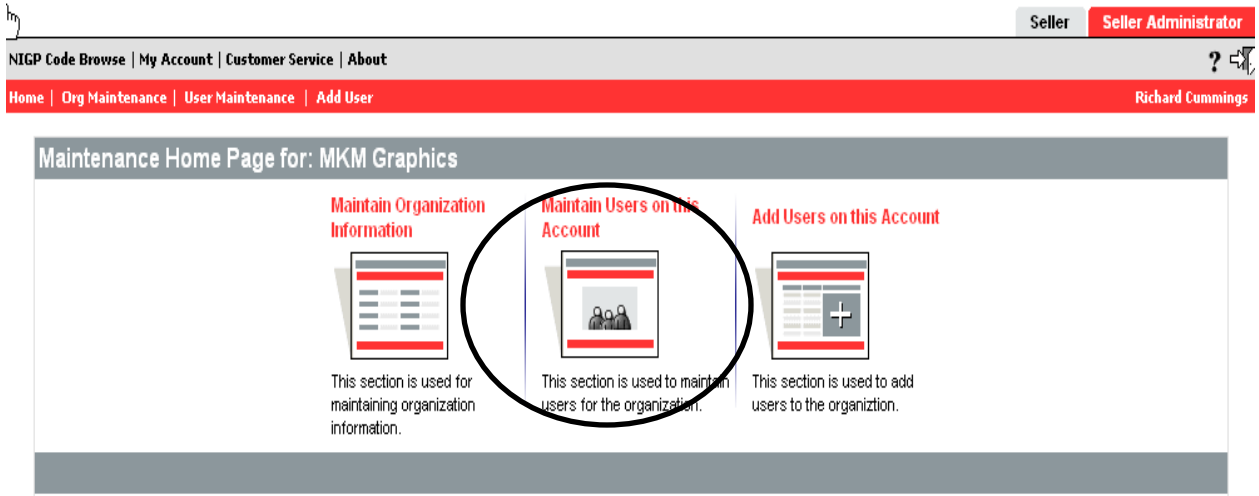 Seller Seller Administrator
NIGP Code Browse | My Account | Customer Service | About ?
Home | Org Maintenance | User Maintenance | Add User Richard Cummings
Maintenance Home Page for: MKM Graphics
Maintain Organization
Information
Maintain Users on this
Account
Add Users on this Account
This section is used for
maintaining organization
information.
This section is used to maintain
users for the organization.
This section is used to add
users to the organiztion.